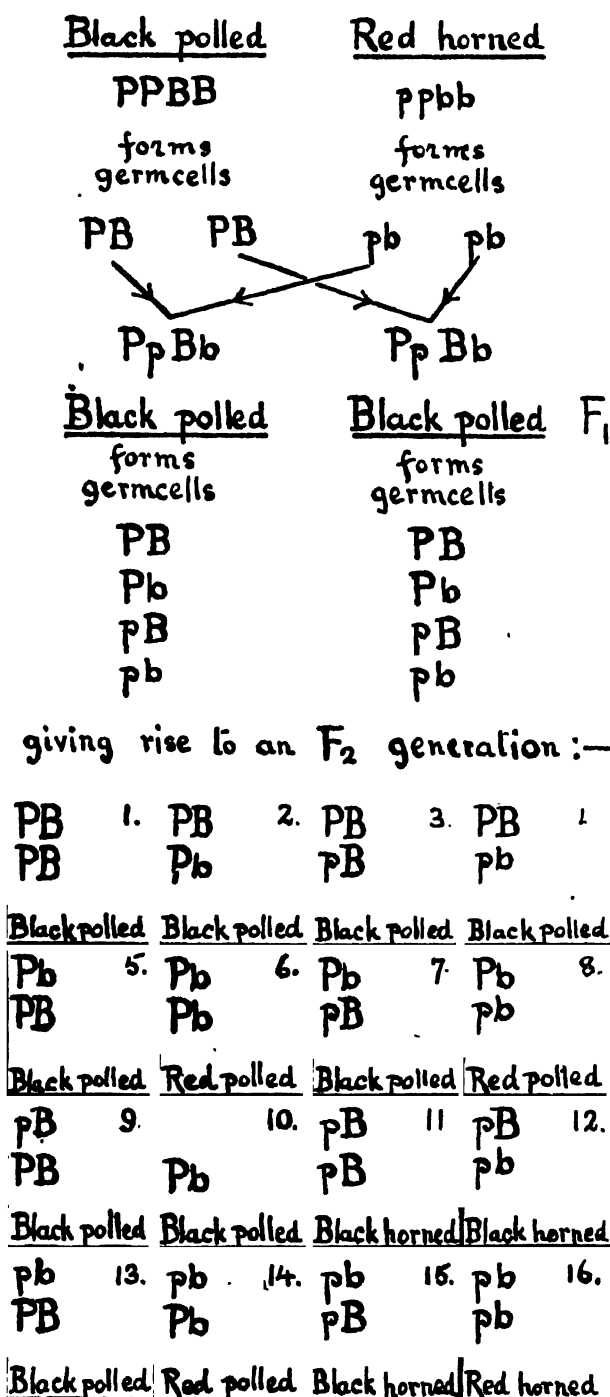 Black polled Red horned
PPBB ppbb
forms forms
germcells germcells
PB PB pb pb
PpBb PpBb
Black polled Black polled F₁
forms forms
germcells germcells
PB PB
Pb Pb
pB pB
pb pb
giving rise to an F₂ generation :—
PB 1. PB 2. PB 3. PB
PB Pb pB pb
Black polled Black polled Black polled Black polled
Pb 5. Pb 6. Pb 7. Pb 8.
PB Pb pB pb
Black polled Red polled Black polled Red polled
pB 9. 10. pB 11 pB 12.
PB Pb pB pb
Black polled Black polled Black horned Black horned
pb 13. pb 14. pb 15. pb 16.
PB Pb pB pb
Black polled Red polled Black horned Red horned